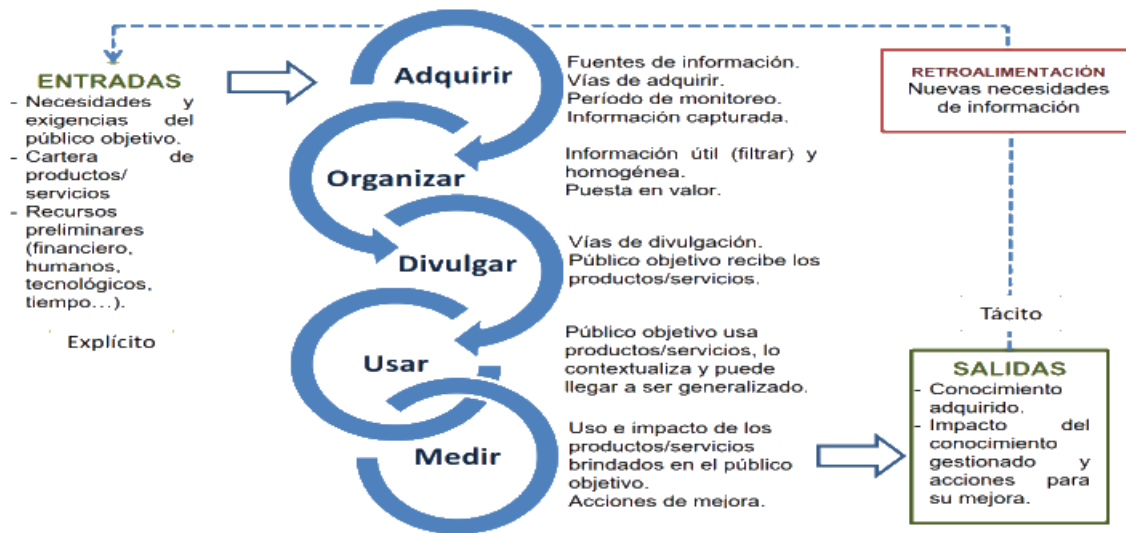 ENTRADAS
- Necesidades y
exigencias del
público objetivo.
- Cartera de
productos/
servicios
- Recursos
preliminares
(financiero,
humanos,
tecnológicos,
tiempo...).
Explícito
Adquirir
Fuentes de información.
Vías de adquirir.
Período de monitoreo.
Información capturada.
Organizar
Información útil (filtrar) y
homogénea.
Puesta en valor.
Divulgar
Vías de divulgación.
Público objetivo recibe los
productos/servicios.
Usar
Público objetivo usa
productos/servicios, lo
contextualiza y puede
llegar a ser generalizado.
Medir
Uso e impacto de los
productos/servicios
brindados en el público
objetivo.
Acciones de mejora.
RETROALIMENTACIÓN
Nuevas necesidades
de información
Tácito
SALIDAS
- Conocimiento
adquirido.
- Impacto del
conocimiento
gestionado y
acciones para
su mejora.